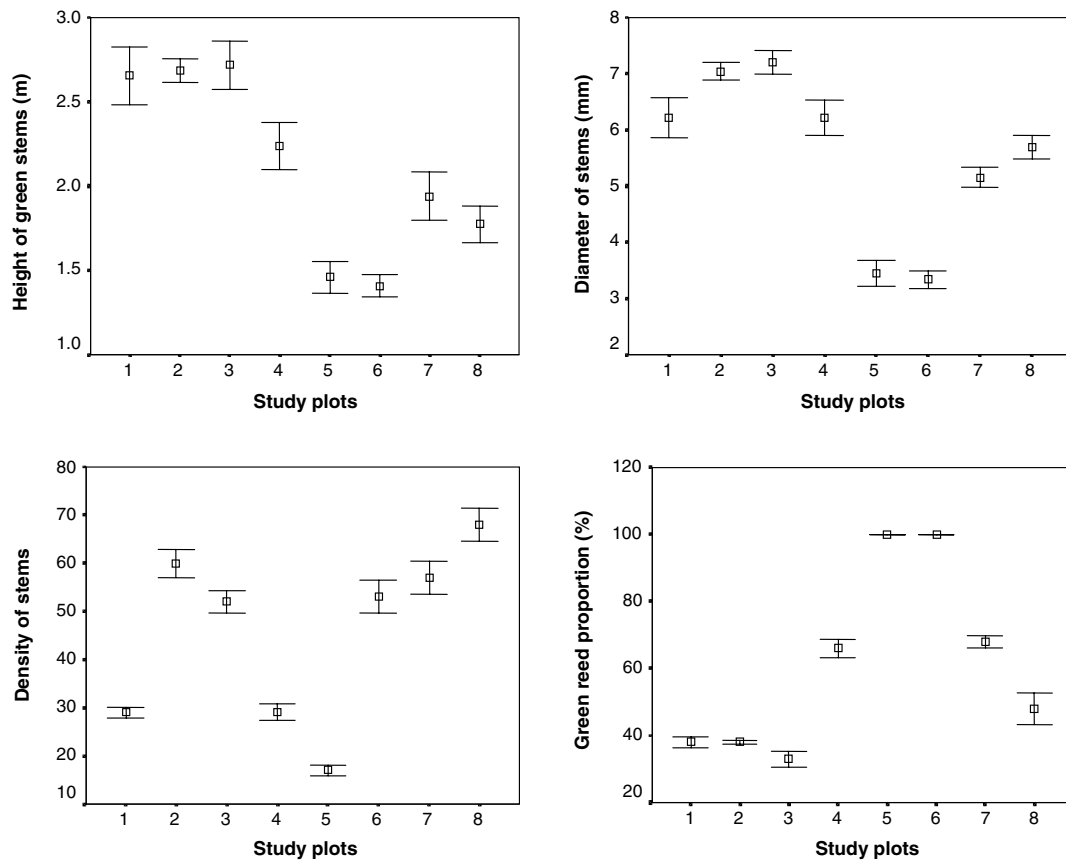 Height of green stems (m)
3.0
2.5
2.0
1.5
1.0
1 2 3 4 5 6 7 8
Study plots
Diameter of stems (mm)
8
7
6
5
4
3
2
1 2 3 4 5 6 7 8
Study plots
Density of stems
80
70
60
50
40
30
20
10
1 2 3 4 5 6 7 8
Study plots
Green reed proportion (%)
120
100
80
60
40
20
1 2 3 4 5 6 7 8
Study plots